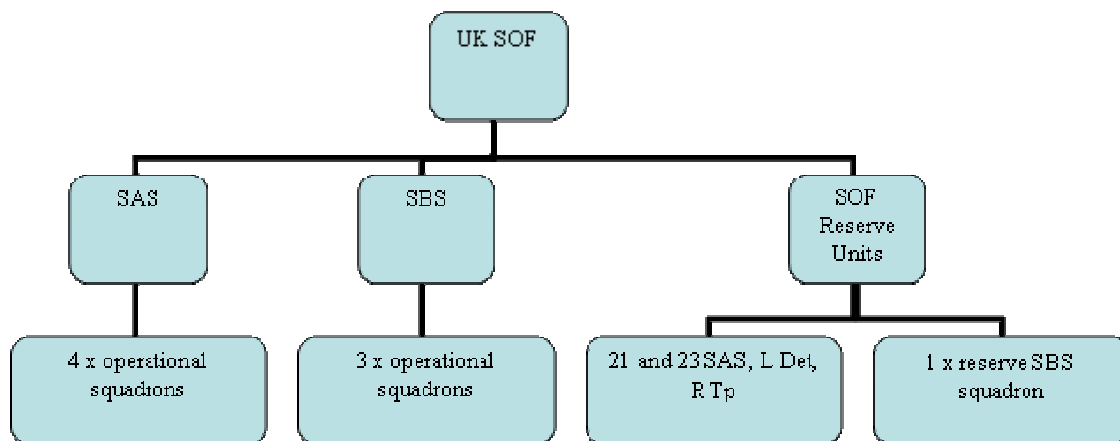 UK SOF
SAS
SBS
SOF
Reserve
Units
4 x operational
squadrons
3 x operational
squadrons
21 and 23 SAS, L Det,
R Tp
1 x reserve SBS
squadron